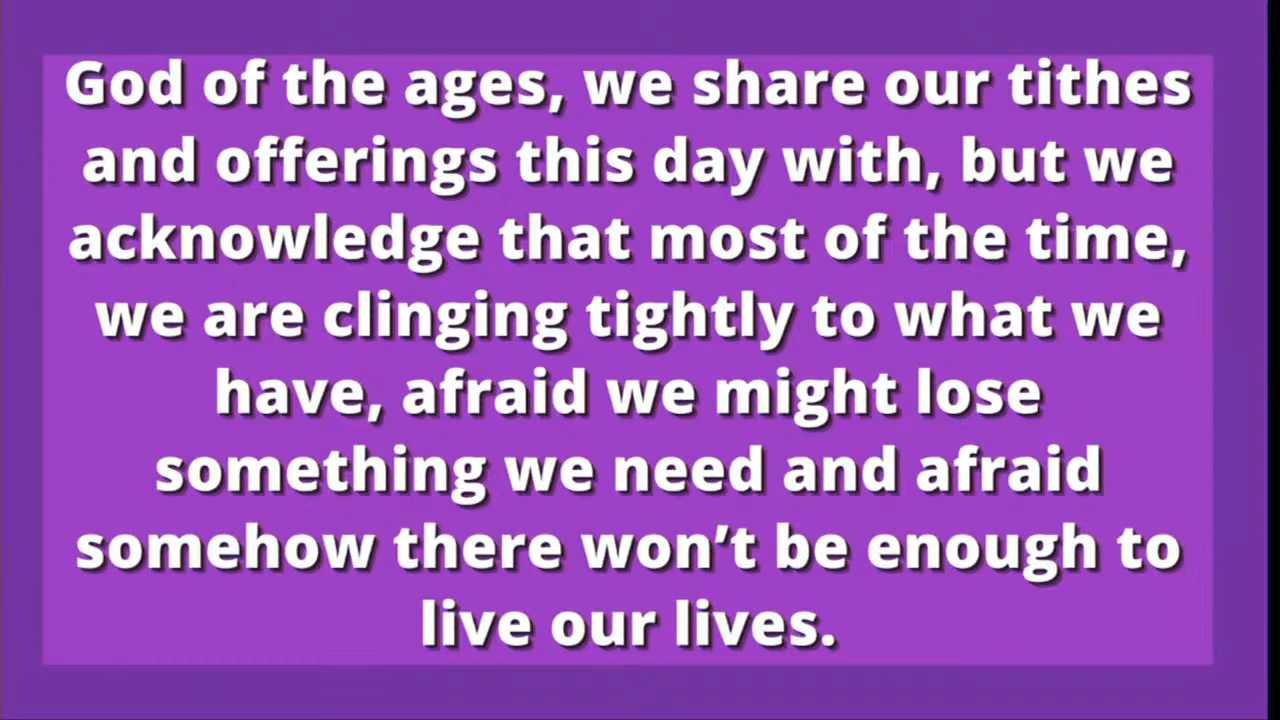 God of the ages, we share our tithes
and offerings this day with, but we
acknowledge that most of the time,
we are clinging tightly to what we
have, afraid we might lose
something we need and afraid
somehow there won’t be enough to
live our lives.